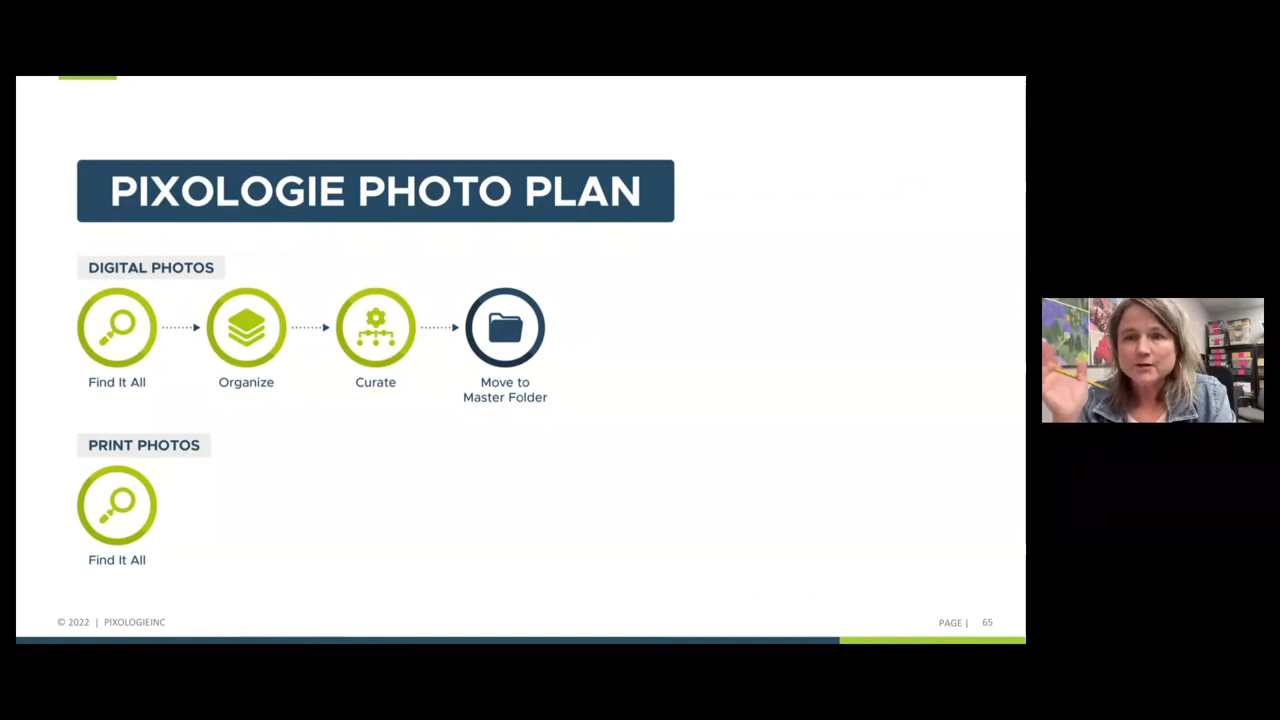 PIXOLOGIE PHOTO PLAN
DIGITAL PHOTOS
Find It All
Organize
Curate
Move to
Master Folder
PRINT PHOTOS
Find It All
© 2022 | PIXOLOGIEINC
PAGE | 65